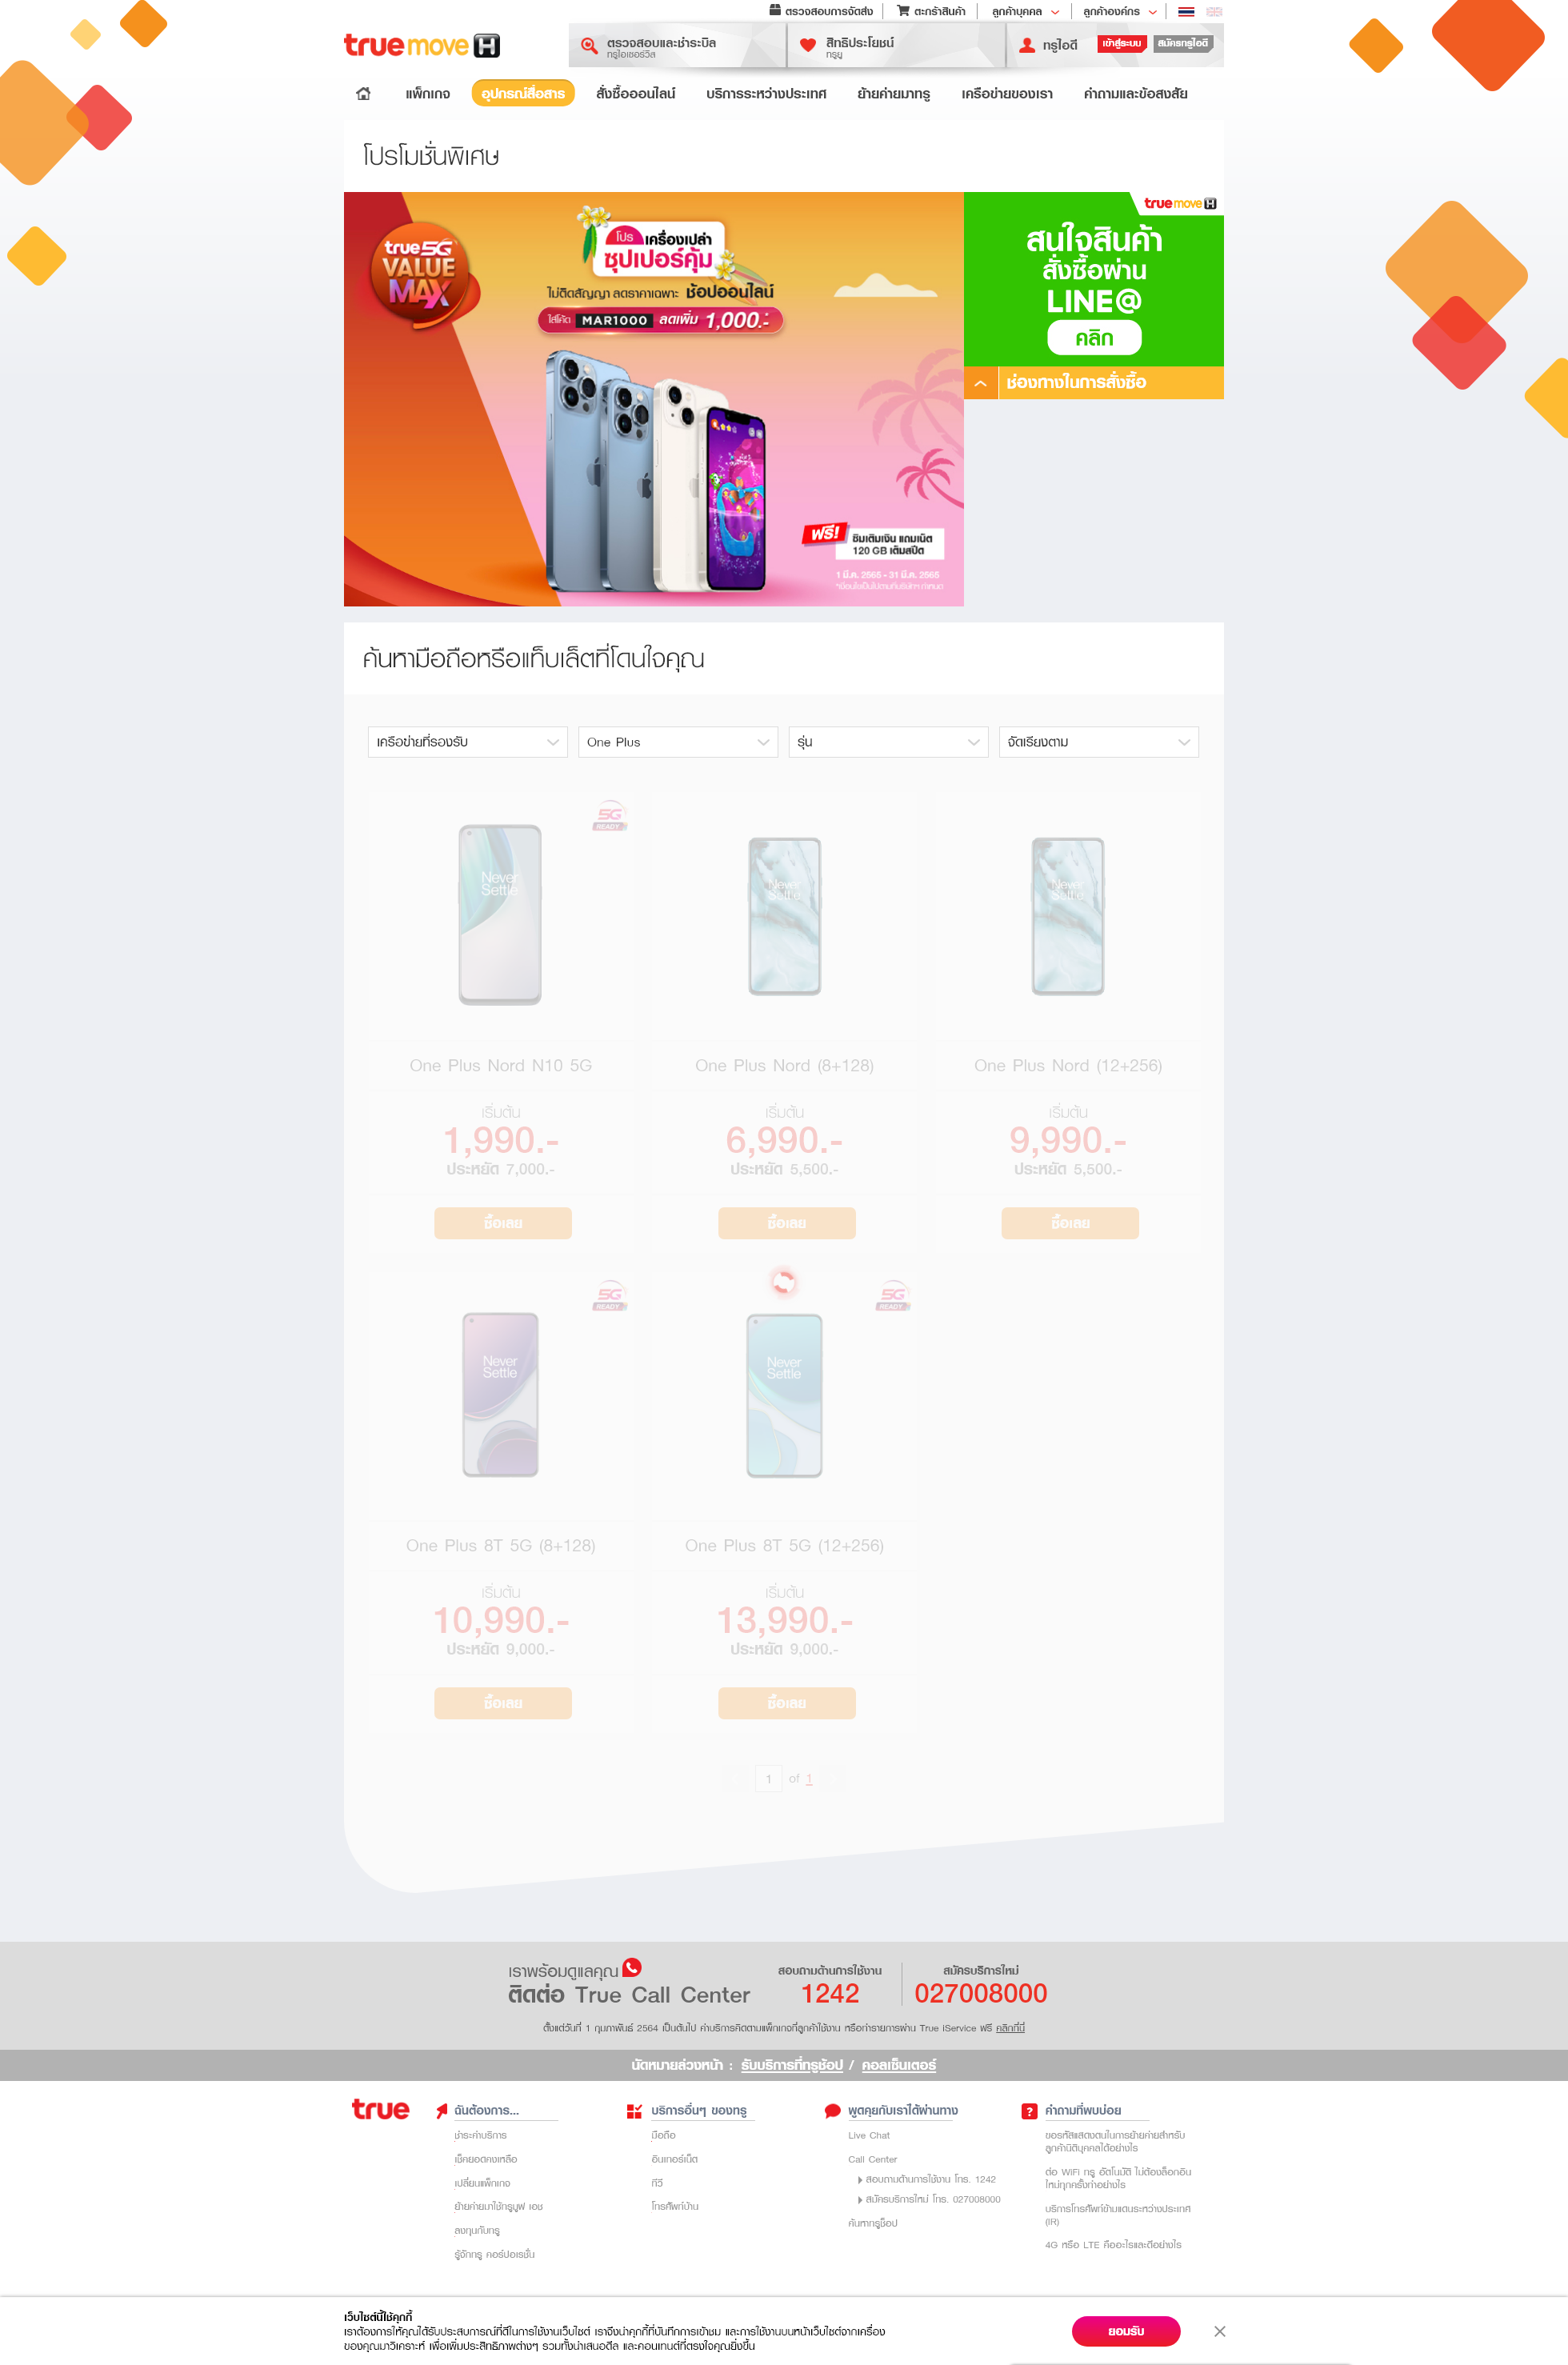 ตรวจสอบการจัดส่ง
ตะกร้าสินค้า
ลูกค้าบุคคล
ลูกค้าองค์กร
truemove H
ตรวจสอบและชำระบิล
ทรูไอเซอร์วิส
สิทธิประโยชน์
ทรูยู
ทรูไอดี
เข้าสู่ระบบ
สมัครทรูไอดี
แพ็กเกจ
อุปกรณ์สื่อสาร
สั่งซื้อออนไลน์
บริการระหว่างประเทศ
ย้ายค่ายมาทรู
เครือข่ายของเรา
คำถามและข้อสงสัย
โปรโมชั่นพิเศษ
true 5G
VALUE
MAX
โปร
เครื่องเปล่า
ซุปเปอร์คุ้ม
ไม่ติดสัญญา ลดราคาเฉพาะ ช้อปออนไลน์
ใส่โค้ด MAR1000 ลดเพิ่ม 1,000.-
ฟรี!
ซิมเติมเงิน แถมเน็ต
120 GB เต็มสปีด
1 มี.ค. 2565 - 31 มี.ค. 2565
*เงื่อนไขเป็นไปตามที่บริษัทฯ กำหนด
truemove H
สนใจสินค้า
สั่งซื้อผ่าน
LINE@
คลิก
ช่องทางในการสั่งซื้อ
ค้นหามือถือหรือแท็บเล็ตที่โดนใจคุณ
เครือข่ายที่รองรับ
One Plus
รุ่น
จัดเรียงตาม
5G
READY
Never
Settle
Never
Settle
Never
Settle
One Plus Nord N10 5G
One Plus Nord (8+128)
One Plus Nord (12+256)
เริ่มต้น
1,990.-
ประหยัด 7,000.-
เริ่มต้น
6,990.-
ประหยัด 5,500.-
เริ่มต้น
9,990.-
ประหยัด 5,500.-
ซื้อเลย
ซื้อเลย
ซื้อเลย
5G
READY
5G
READY
Never
Settle
Never
Settle
One Plus 8T 5G (8+128)
One Plus 8T 5G (12+256)
เริ่มต้น
10,990.-
ประหยัด 9,000.-
เริ่มต้น
13,990.-
ประหยัด 9,000.-
ซื้อเลย
ซื้อเลย
1 of 1
เราพร้อมดูแลคุณ
ติดต่อ True Call Center
สอบถามด้านการใช้งาน
1242
สมัครบริการใหม่
027008000
ตั้งแต่วันที่ 1 กุมภาพันธ์ 2564 เป็นต้นไป ค่าบริการคิดตามแพ็กเกจที่ลูกค้าใช้งาน หรือทำรายการผ่าน True iService ฟรี คลิกที่นี่
นัดหมายล่วงหน้า : รับบริการที่ทรูช้อป / คอลเซ็นเตอร์
true
ฉันต้องการ...
ชำระค่าบริการ
เช็คยอดคงเหลือ
เปลี่ยนแพ็กเกจ
ย้ายค่ายมาใช้ทรูมูฟ เอช
ลงทุนกับทรู
รู้จักทรู คอร์ปอเรชั่น
บริการอื่นๆ ของทรู
มือถือ
อินเทอร์เน็ต
ทีวี
โทรศัพท์บ้าน
พูดคุยกับเราได้ผ่านทาง
Live Chat
Call Center
สอบถามด้านการใช้งาน โทร. 1242
สมัครบริการใหม่ โทร. 027008000
ค้นหาทรูช็อป
คำถามที่พบบ่อย
ขอรหัสแสดงตนในการย้ายค่ายสำหรับ
ลูกค้านิติบุคคลได้อย่างไร
ต่อ WiFi ทรู อัตโนมัติ ไม่ต้องล็อกอิน
ใหม่ทุกครั้งทำอย่างไร
บริการโทรศัพท์ข้ามแดนระหว่างประเทศ
(IR)
4G หรือ LTE คืออะไรและดีอย่างไร
เว็บไซต์นี้ใช้คุกกี้
เราต้องการให้คุณได้รับประสบการณ์ที่ดีในการใช้งานเว็บไซต์ เราจึงนำคุกกี้ที่บันทึกการเข้าชม และการใช้งานบนหน้าเว็บไซต์จากเครื่อง
ของคุณมาวิเคราะห์ เพื่อเพิ่มประสิทธิภาพต่างๆ รวมทั้งนำเสนอดีล และคอนเทนต์ที่ตรงใจคุณยิ่งขึ้น
ยอมรับ